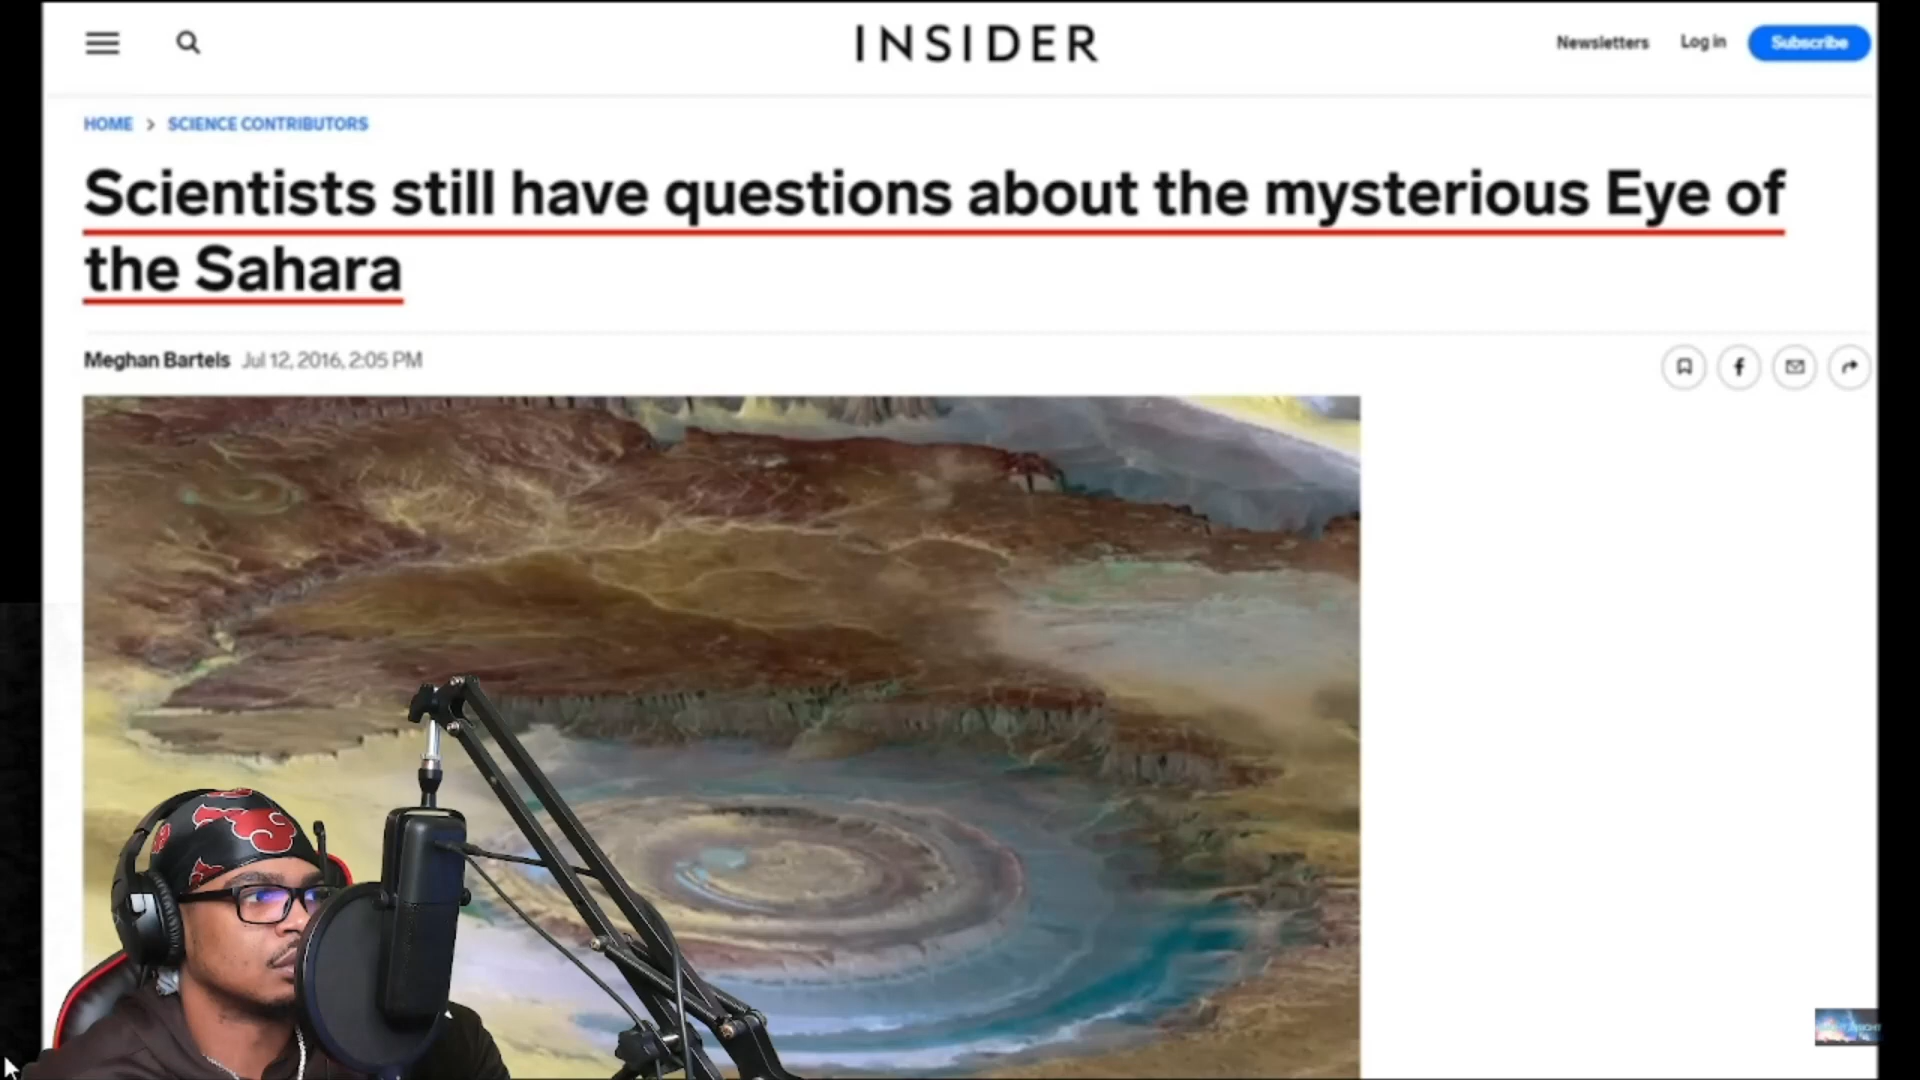 INSIDER
Newsletters
Log in
Subscribe
HOME > SCIENCE CONTRIBUTORS
Scientists still have questions about the mysterious Eye of
the Sahara
Meghan Bartels Jul 12, 2016, 2:05 PM